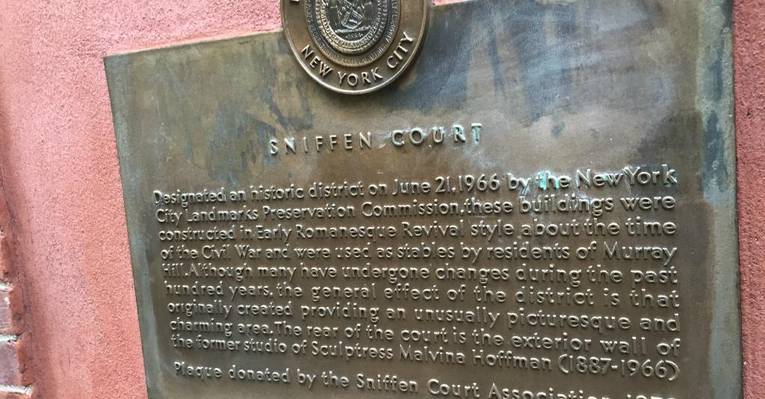 NEW YORK CITY
SNIFFEN COURT
Designated an historic district on June 21, 1966 by the New York
City Landmarks Preservation Commission, these buildings were
constructed in Early Romanesque Revival style about the time
of the Civil War and were used as stables by residents of Murray
Hill. Although many have undergone changes during the past
hundred years, the general effect of the district is that
originally created providing an unusually picturesque and
charming area. The rear of the court is the exterior wall of
the former studio of Sculptress Malvina Hoffman (1887-1966)
Plaque donated by the Sniffen Court Association